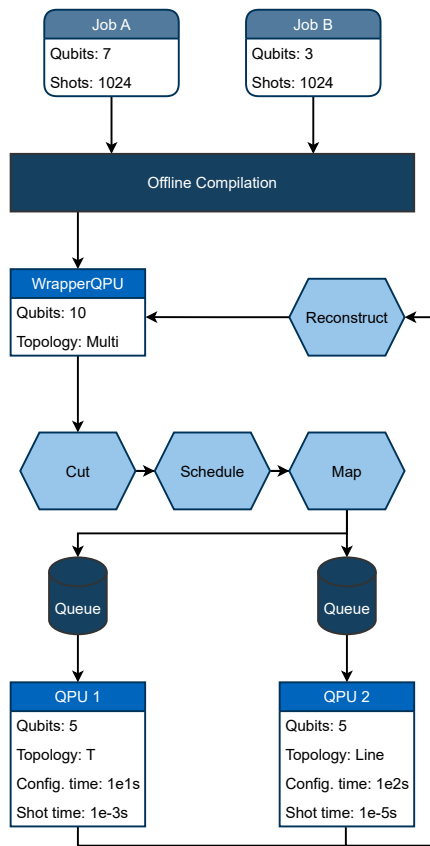 Job A
Qubits: 7
Shots: 1024
Job B
Qubits: 3
Shots: 1024
Offline Compilation
WrapperQPU
Qubits: 10
Topology: Multi
Reconstruct
Cut
Schedule
Map
Queue
Queue
QPU 1
Qubits: 5
Topology: T
Config. time: 1e1s
Shot time: 1e-3s
QPU 2
Qubits: 5
Topology: Line
Config. time: 1e2s
Shot time: 1e-5s